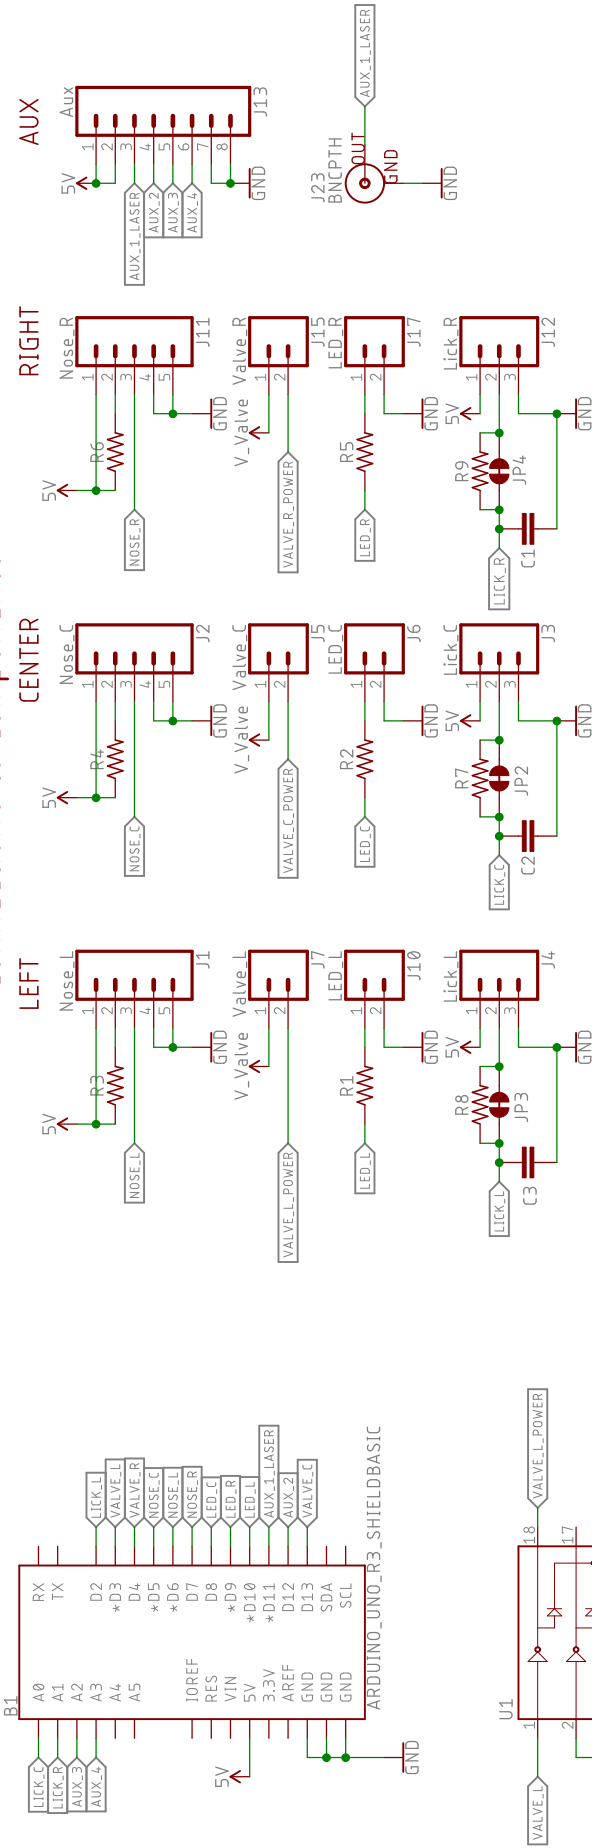 AUX
Aux
J13
5V
1
2
3
4
5
6
7
8
AUX_1_LASER
AUX_2
AUX_3
AUX_4
GND
J23
BNCPTH
OUT
GND
AUX_1_LASER
GND
RIGHT
Nose_R
J11
5V
R6
1
2
3
4
5
NOSE_R
GND
Valve_R
J15
V_Valve
1
2
VALVE_R_POWER
LED_R
J17
R5
1
2
LED_R
GND
Lick_R
J12
5V
1
2
3
R9
JP4
LICK_R
C1
GND
CENTER
Nose_C
J2
5V
R4
1
2
3
4
5
NOSE_C
GND
Valve_C
J5
V_Valve
1
2
VALVE_C_POWER
LED_C
J6
R2
1
2
LED_C
GND
Lick_C
J3
5V
1
2
3
R7
JP2
LICK_C
C2
GND
LEFT
Nose_L
J1
5V
R3
1
2
3
4
5
NOSE_L
GND
Valve_L
J7
V_Valve
1
2
VALVE_L_POWER
LED_L
J10
R1
1
2
LED_L
GND
Lick_L
J4
5V
1
2
3
R8
JP3
LICK_L
C3
GND
B1
A0 RX
A1 TX
A2
A3 D2
A4 *D3
A5 D4
*D5
*D6
IOREF D7
RES D8
VIN *D9
5V *D10
3.3V *D11
AREF D12
GND D13
GND SDA
GND SCL
LICK_C
LICK_R
AUX_3
AUX_4
5V
GND
LICK_L
VALVE_L
VALVE_R
NOSE_C
NOSE_L
NOSE_R
LED_C
LED_R
LED_L
AUX_1_LASER
AUX_2
VALVE_C
ARDUINO_UNO_R3_SHIELDBASIC
U1
VALVE_L
1
2
18
17
VALVE_L_POWER